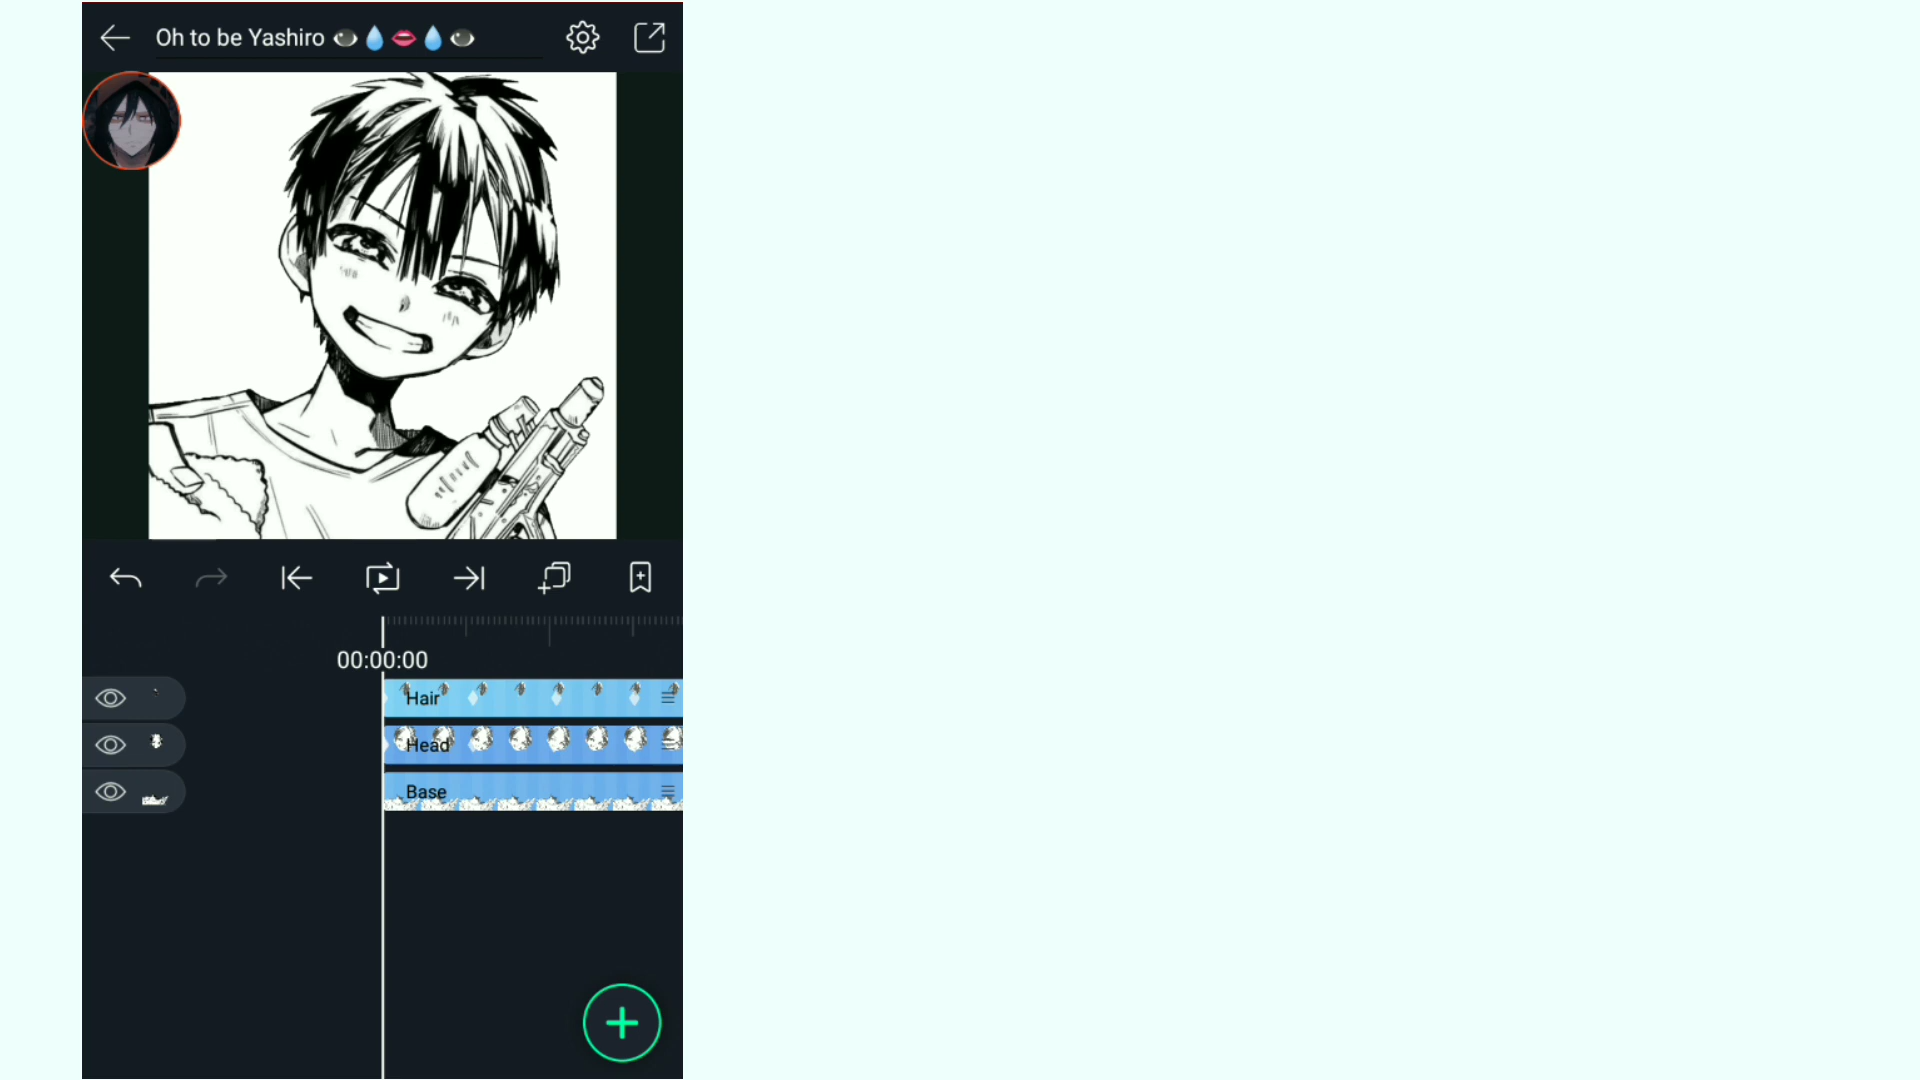 Oh to be Yashiro 👁️💧👄💧👁️
00:00:00
Hair
Head
Base